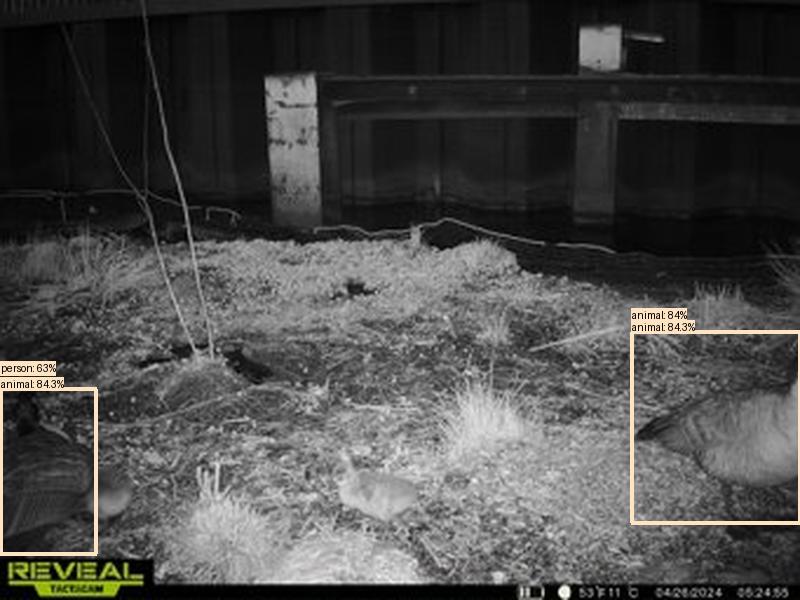 animal: 84%
animal: 84.3%
person: 63%
animal: 84.3%
REVEAL
TACTACAM
53°F 11°C 04/26/2024 05:24:55